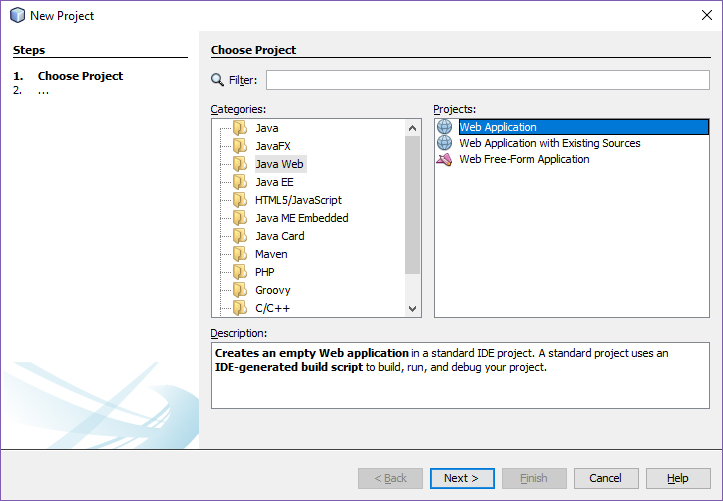 New Project
Steps
1. Choose Project
2. ...
Choose Project
Filter:
Categories:
Java
JavaFX
Java Web
Java EE
HTML5/JavaScript
Java ME Embedded
Java Card
Maven
PHP
Groovy
C/C++
Projects:
Web Application
Web Application with Existing Sources
Web Free-Form Application
Description:
Creates an empty Web application in a standard IDE project. A standard project uses an
IDE-generated build script to build, run, and debug your project.
< Back
Next >
Finish
Cancel
Help